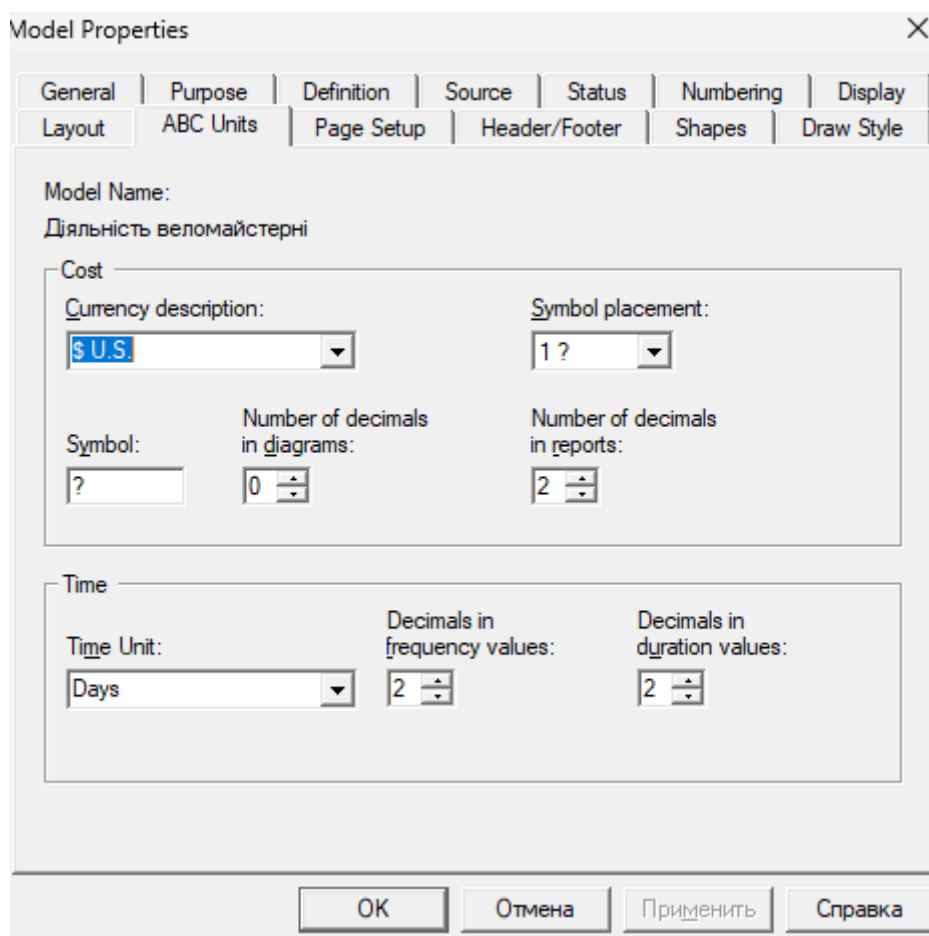 Model Properties
General Purpose Definition Source Status Numbering Display
Layout ABC Units Page Setup Header/Footer Shapes Draw Style
Model Name:
Діяльність веломайстерні
Cost
Currency description: Symbol placement:
$ U.S. 1 ?
Number of decimals Number of decimals
Symbol: in diagrams: in reports:
? 0 2
Time
Decimals in Decimals in
Time Unit: frequency values: duration values:
Days 2 2
OK Отмена Применить Справка